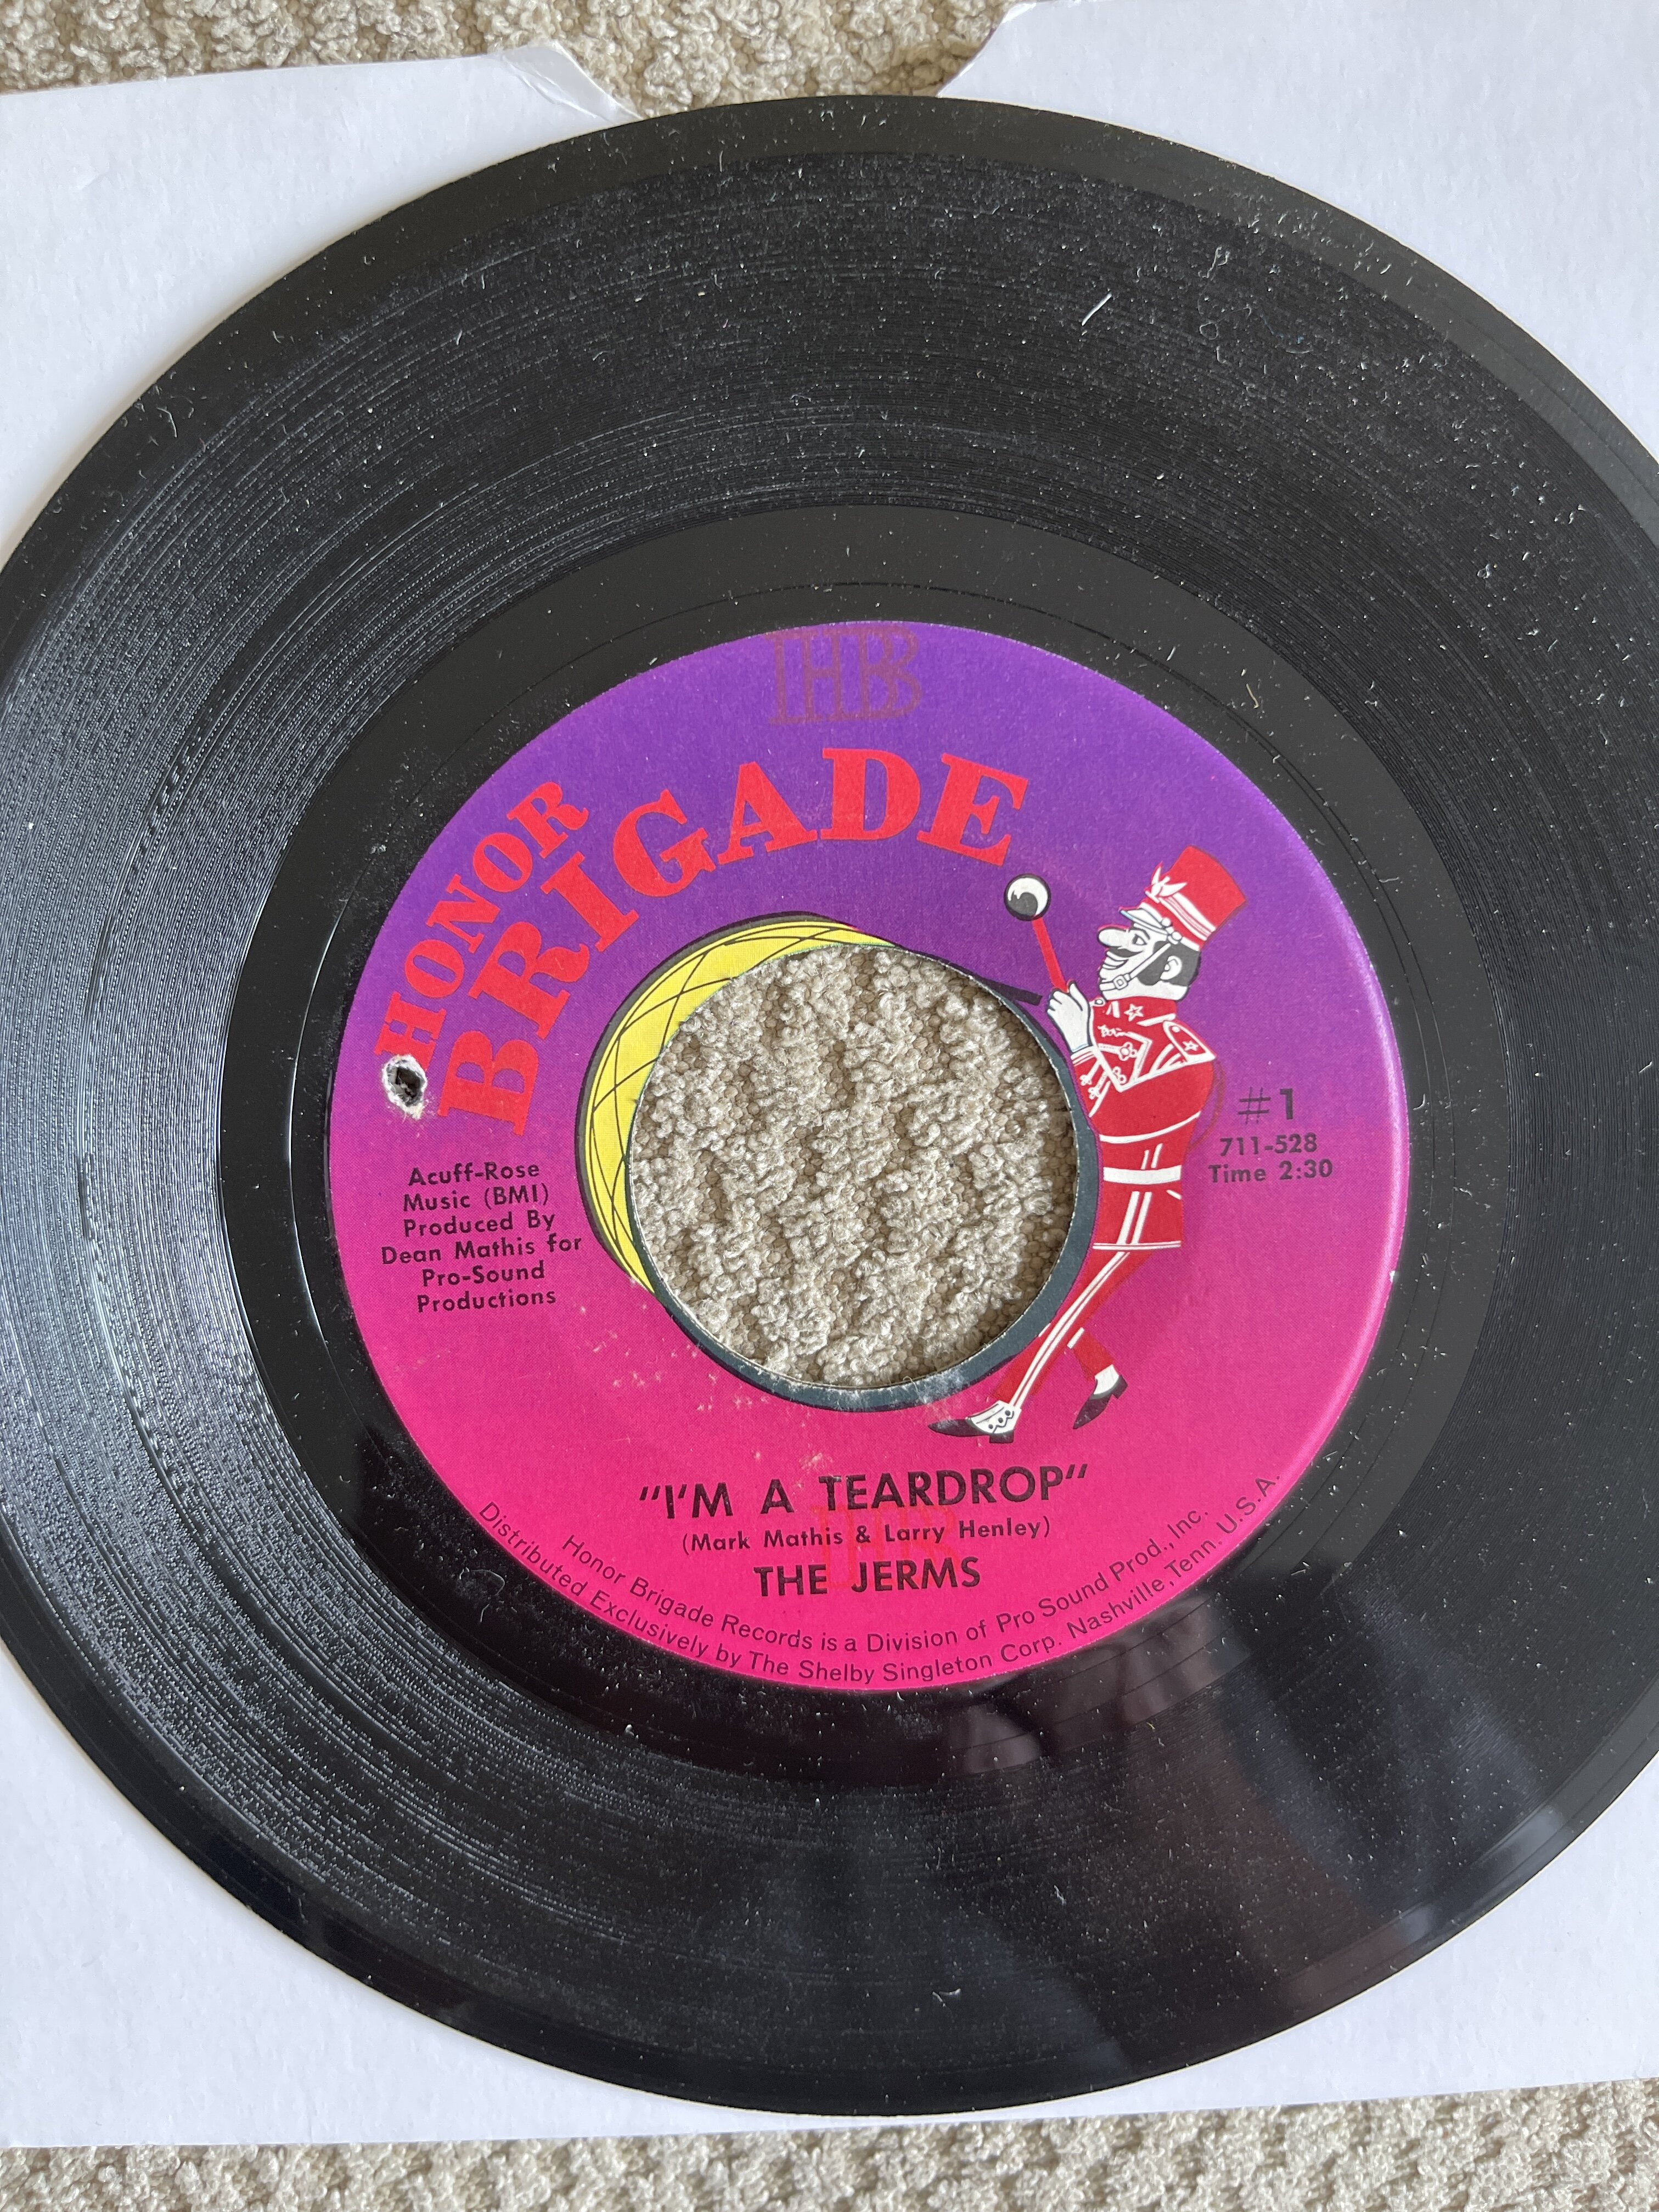 HB
HONOR
BRIGADE
#1
711-528
Time 2:30
Acuff-Rose
Music (BMI)
Produced By
Dean Mathis for
Pro-Sound
Productions
"I'M A TEARDROP"
(Mark Mathis & Larry Henley)
THE JERMS
Honor Brigade Records is a Division of Pro Sound Prod., Inc.
Distributed Exclusively by The Shelby Singleton Corp. Nashville, Tenn. U.S.A.